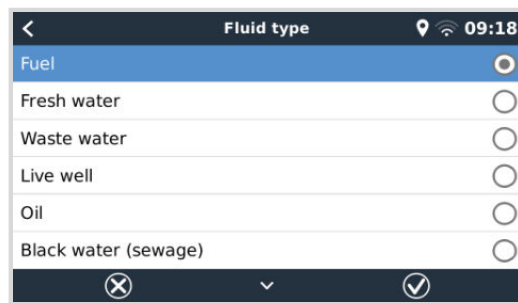 Fluid type
09:18
Fuel
Fresh water
Waste water
Live well
Oil
Black water (sewage)